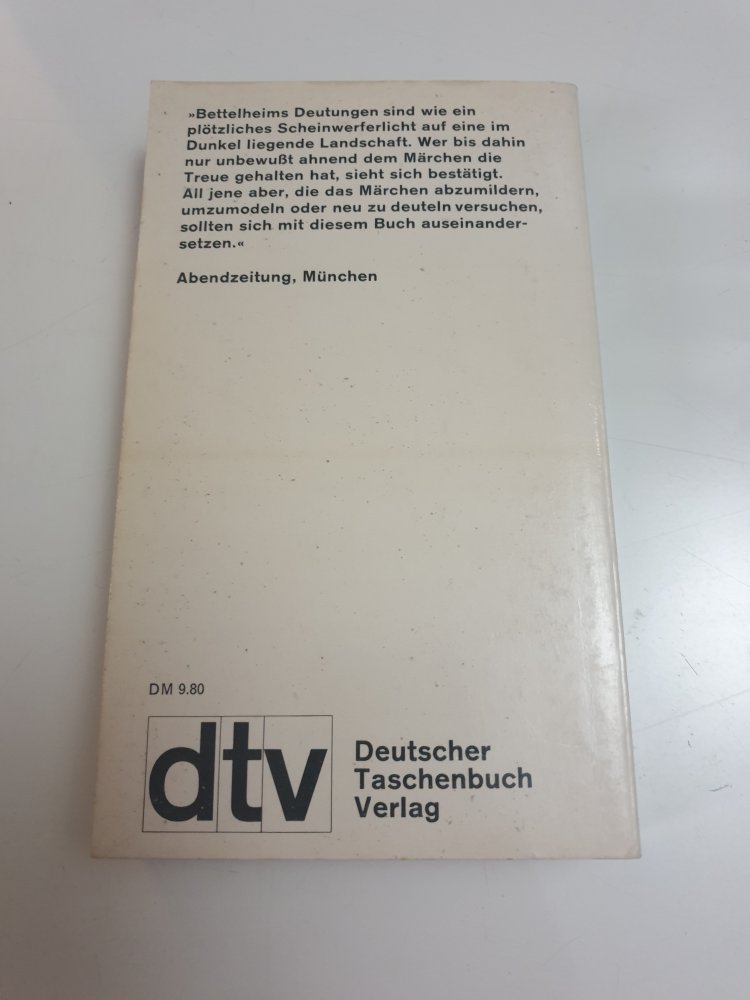 »Bettelheims Deutungen sind wie ein
plötzliches Scheinwerferlicht auf eine im
Dunkel liegende Landschaft. Wer bis dahin
nur unbewußt ahnend dem Märchen die
Treue gehalten hat, sieht sich bestätigt.
All jene aber, die das Märchen abzumildern,
umzumodeln oder neu zu deuteln versuchen,
sollten sich mit diesem Buch auseinander-
setzen.«
Abendzeitung, München
DM 9.80
dtv
Deutscher
Taschenbuch
Verlag